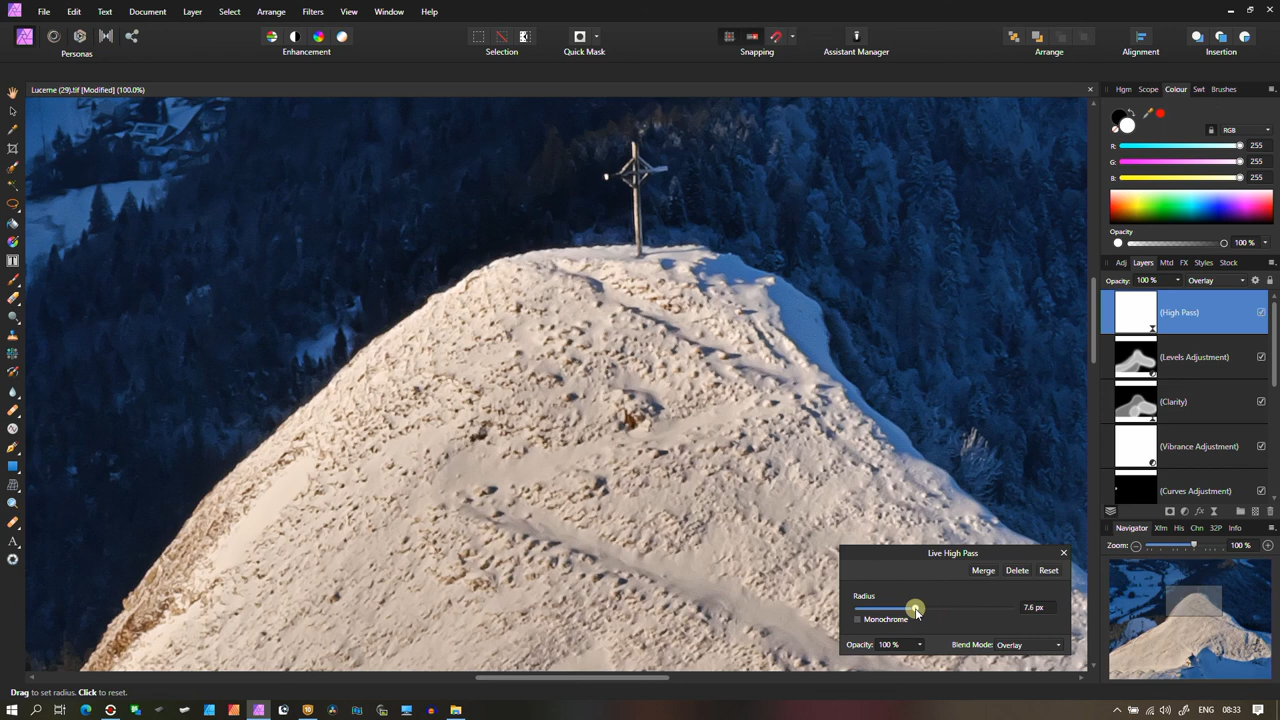 File Edit Text Document Layer Select Arrange Filters View Window Help
Personas Enhancement Selection Quick Mask Snapping Assistant Manager Arrange Alignment Insertion
Lucerne (29).tif [Modified] (100.0%)
Hgm Scope Colour Swt Brushes
RGB
R: 255
G: 255
B: 255
Opacity
100 %
Adj Layers Mtd FX Styles Stock
Opacity: 100 % Overlay
(High Pass)
(Levels Adjustment)
(Clarity)
(Vibrance Adjustment)
(Curves Adjustment)
Navigator Xfm His Chn 32P Info
Zoom: 100 %
Live High Pass
Merge Delete Reset
Radius
7.6 px
Monochrome
Opacity: 100 % Blend Mode: Overlay
Drag to set radius. Click to reset.
ENG 08:33